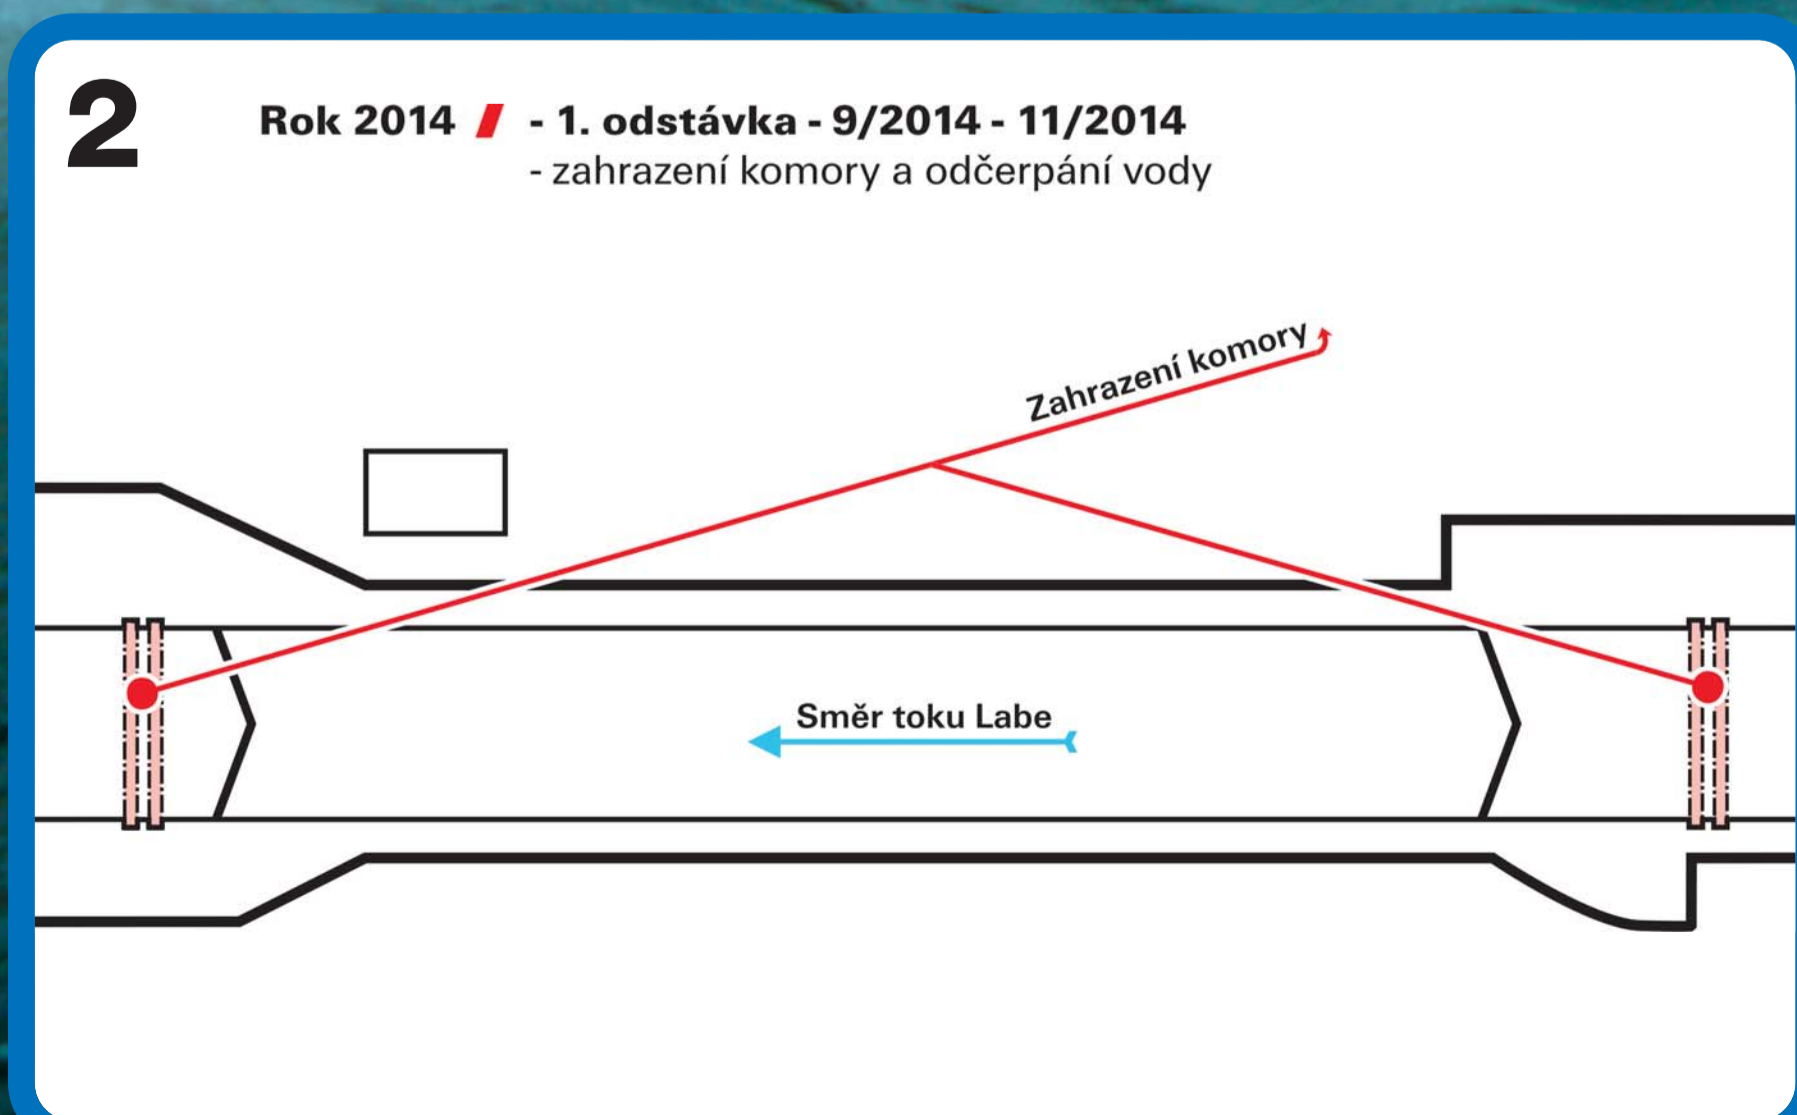 2
Rok 2014 - 1. odstávka - 9/2014 - 11/2014
- zahrazení komory a odčerpání vody
Zahrazení komory
Směr toku Labe